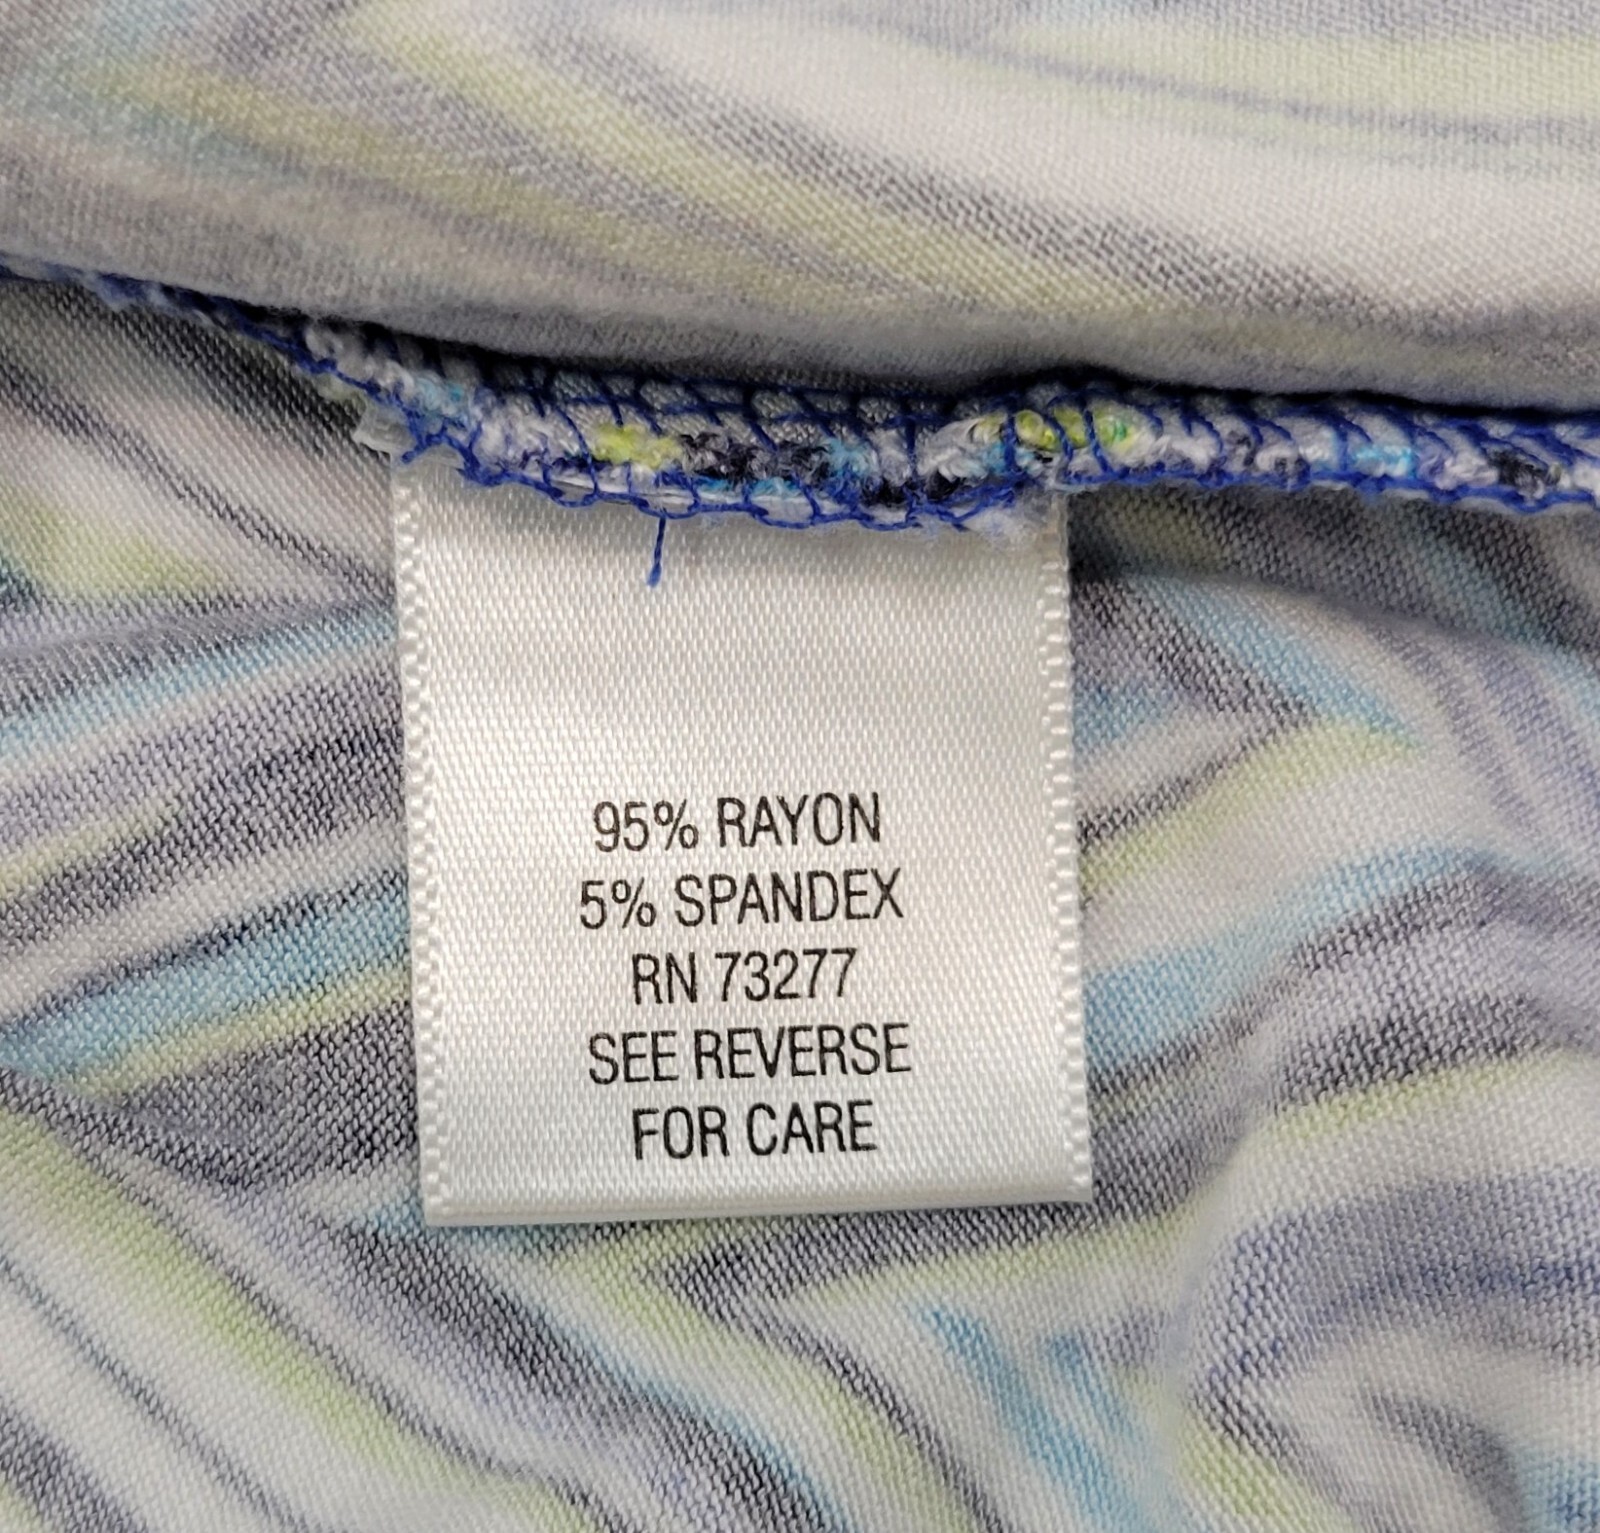 95% RAYON
5% SPANDEX
RN 73277
SEE REVERSE
FOR CARE